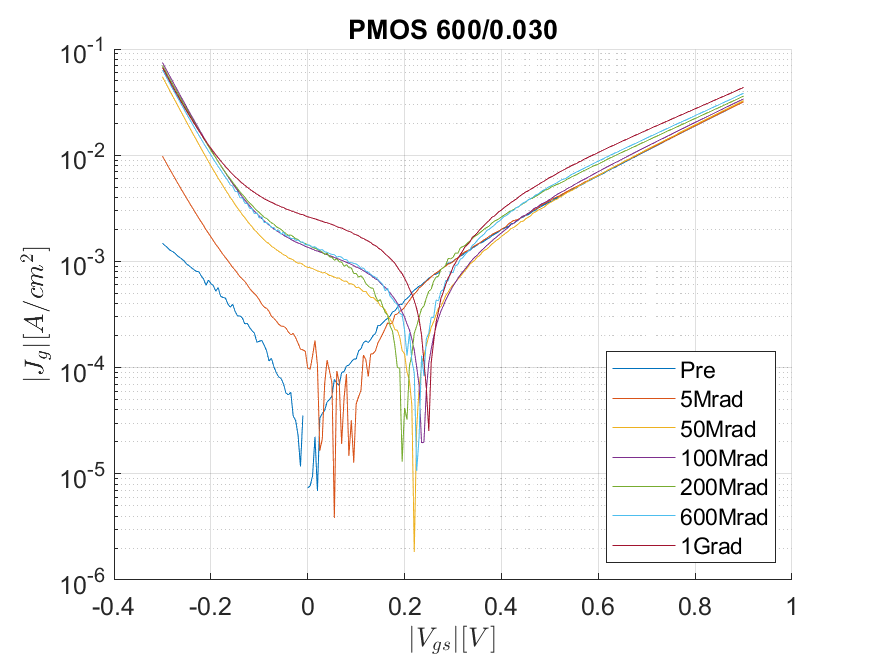 PMOS 600/0.030
10^-1
10^-2
10^-3
10^-4
10^-5
10^-6
|J_g|[A/cm^2]
-0.4 -0.2 0 0.2 0.4 0.6 0.8 1
|V_gs|[V]
Pre
5Mrad
50Mrad
100Mrad
200Mrad
600Mrad
1Grad